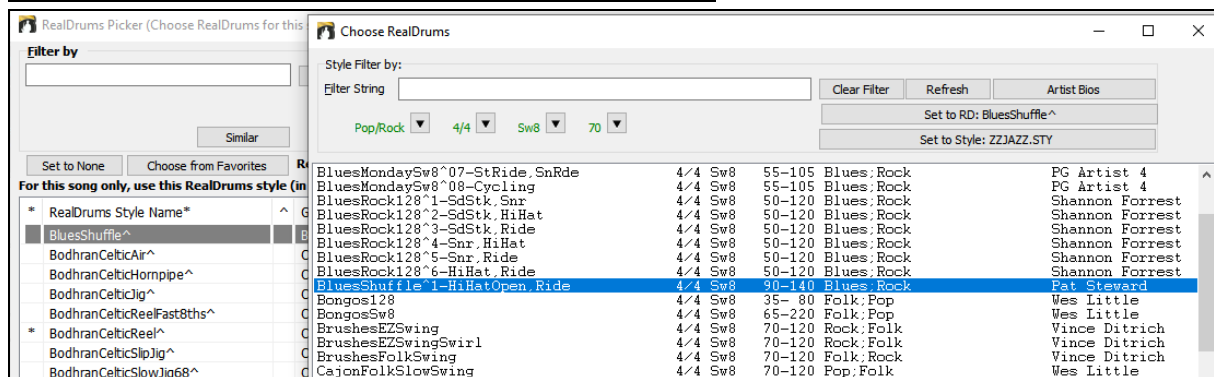 RealDrums Picker (Choose RealDrums for this
Filter by
Similar
Set to None Choose from Favorites
For this song only, use this RealDrums style (in
* RealDrums Style Name* ^ G
BluesShuffle^ B
BodhranCelticAir^ C
BodhranCelticHornpipe^ C
BodhranCelticJig^ C
BodhranCelticReelFast8ths^ C
* BodhranCelticReel^ C
BodhranCelticSlipJig^ C
BodhranCelticSlowJig68^ C
Choose RealDrums
Style Filter by:
Filter String Clear Filter Refresh Artist Bios
Set to RD: BluesShuffle^
Pop/Rock 4/4 Sw8 70
Set to Style: ZZJAZZ.STY
BluesMondaySw8^07-StRide,SnRde 4/4 Sw8 55-105 Blues;Rock PG Artist 4
BluesMondaySw8^08-Cycling 4/4 Sw8 55-105 Blues;Rock PG Artist 4
BluesRock128^1-SdStk,Snr 4/4 Sw8 50-120 Blues;Rock Shannon Forrest
BluesRock128^2-SdStk,HiHat 4/4 Sw8 50-120 Blues;Rock Shannon Forrest
BluesRock128^3-SdStk,Ride 4/4 Sw8 50-120 Blues;Rock Shannon Forrest
BluesRock128^4-Snr,HiHat 4/4 Sw8 50-120 Blues;Rock Shannon Forrest
BluesRock128^5-Snr,Ride 4/4 Sw8 50-120 Blues;Rock Shannon Forrest
BluesRock128^6-HiHat,Ride 4/4 Sw8 50-120 Blues;Rock Shannon Forrest
BluesShuffle^1-HiHatOpen,Ride 4/4 Sw8 90-140 Blues;Rock Pat Steward
Bongos128 4/4 Sw8 35- 80 Folk;Pop Wes Little
BongosSw8 4/4 Sw8 65-220 Folk;Pop Wes Little
BrushesEZSwing 4/4 Sw8 70-120 Rock;Folk Vince Ditrich
BrushesEZSwingSwirl 4/4 Sw8 70-120 Rock;Folk Vince Ditrich
BrushesFolkSwing 4/4 Sw8 70-120 Folk;Rock Vince Ditrich
CajonFolkSlowSwing 4/4 Sw8 70-120 Pop;Folk Wes Little